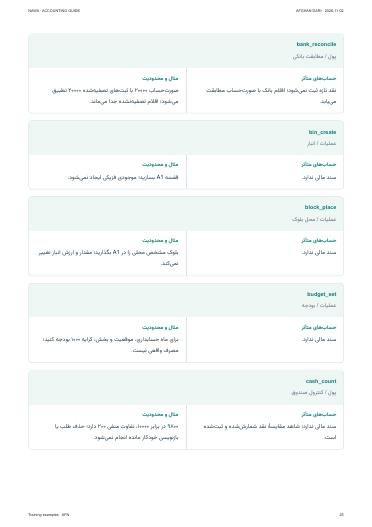 NAWA · ACCOUNTING GUIDE
AFGHAN DARI · 2026-11-02
bank_reconcile
پول / مطابقت بانکی
حساب‌های متأثر
نقد تازه ثبت نمی‌شود؛ اقلام بانک با صورت‌حساب مطابقت
می‌یابد.
مثال و محدودیت
صورت‌حساب ۲۰۲۰۰ با ثبت‌های تصفیه‌شده ۲۰۰۰۰ تطبیق
می‌شود؛ اقلام تصفیه‌نشده جدا می‌ماند.
bin_create
عملیات / انبار
حساب‌های متأثر
سند مالی ندارد.
مثال و محدودیت
قفسه A1 بسازید؛ موجودی فزیکی ایجاد نمی‌شود.
block_place
عملیات / محل بلوک
حساب‌های متأثر
سند مالی ندارد.
مثال و محدودیت
بلوک مشخص محلی را در A1 بگذارید؛ مقدار و ارزش انبار تغییر
نمی‌کند.
budget_set
عملیات / بودجه
حساب‌های متأثر
سند مالی ندارد.
مثال و محدودیت
برای ماه حسابداری، موقعیت و بخش، کرایه ۱۰۰۰ بودجه کنید؛
مصرف واقعی نیست.
cash_count
پول / کنترول صندوق
حساب‌های متأثر
سند مالی ندارد؛ شاهد مقایسهٔ نقد شمارش‌شده و ثبت‌شده
است.
مثال و محدودیت
۹۸۰۰ در برابر ۱۰۰۰۰، تفاوت منفی ۲۰۰ دارد؛ حذف طلب یا
بازنویسی خودکار مانده انجام نمی‌شود.
Training examples · AFN